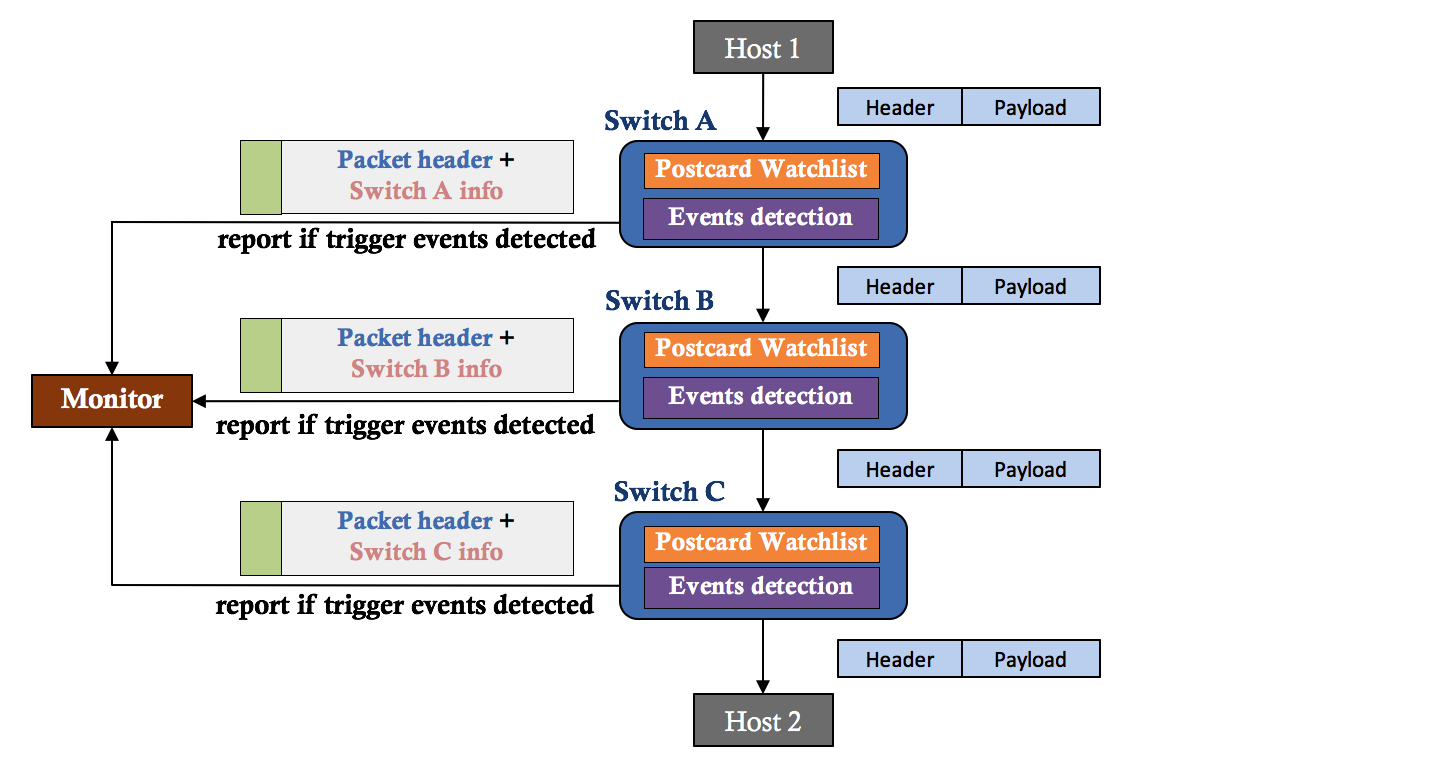 Host 1
Header Payload
Switch A
Packet header +
Switch A info
Postcard Watchlist
Events detection
report if trigger events detected
Header Payload
Switch B
Packet header +
Switch B info
Postcard Watchlist
Events detection
Monitor
report if trigger events detected
Header Payload
Switch C
Packet header +
Switch C info
Postcard Watchlist
Events detection
report if trigger events detected
Header Payload
Host 2